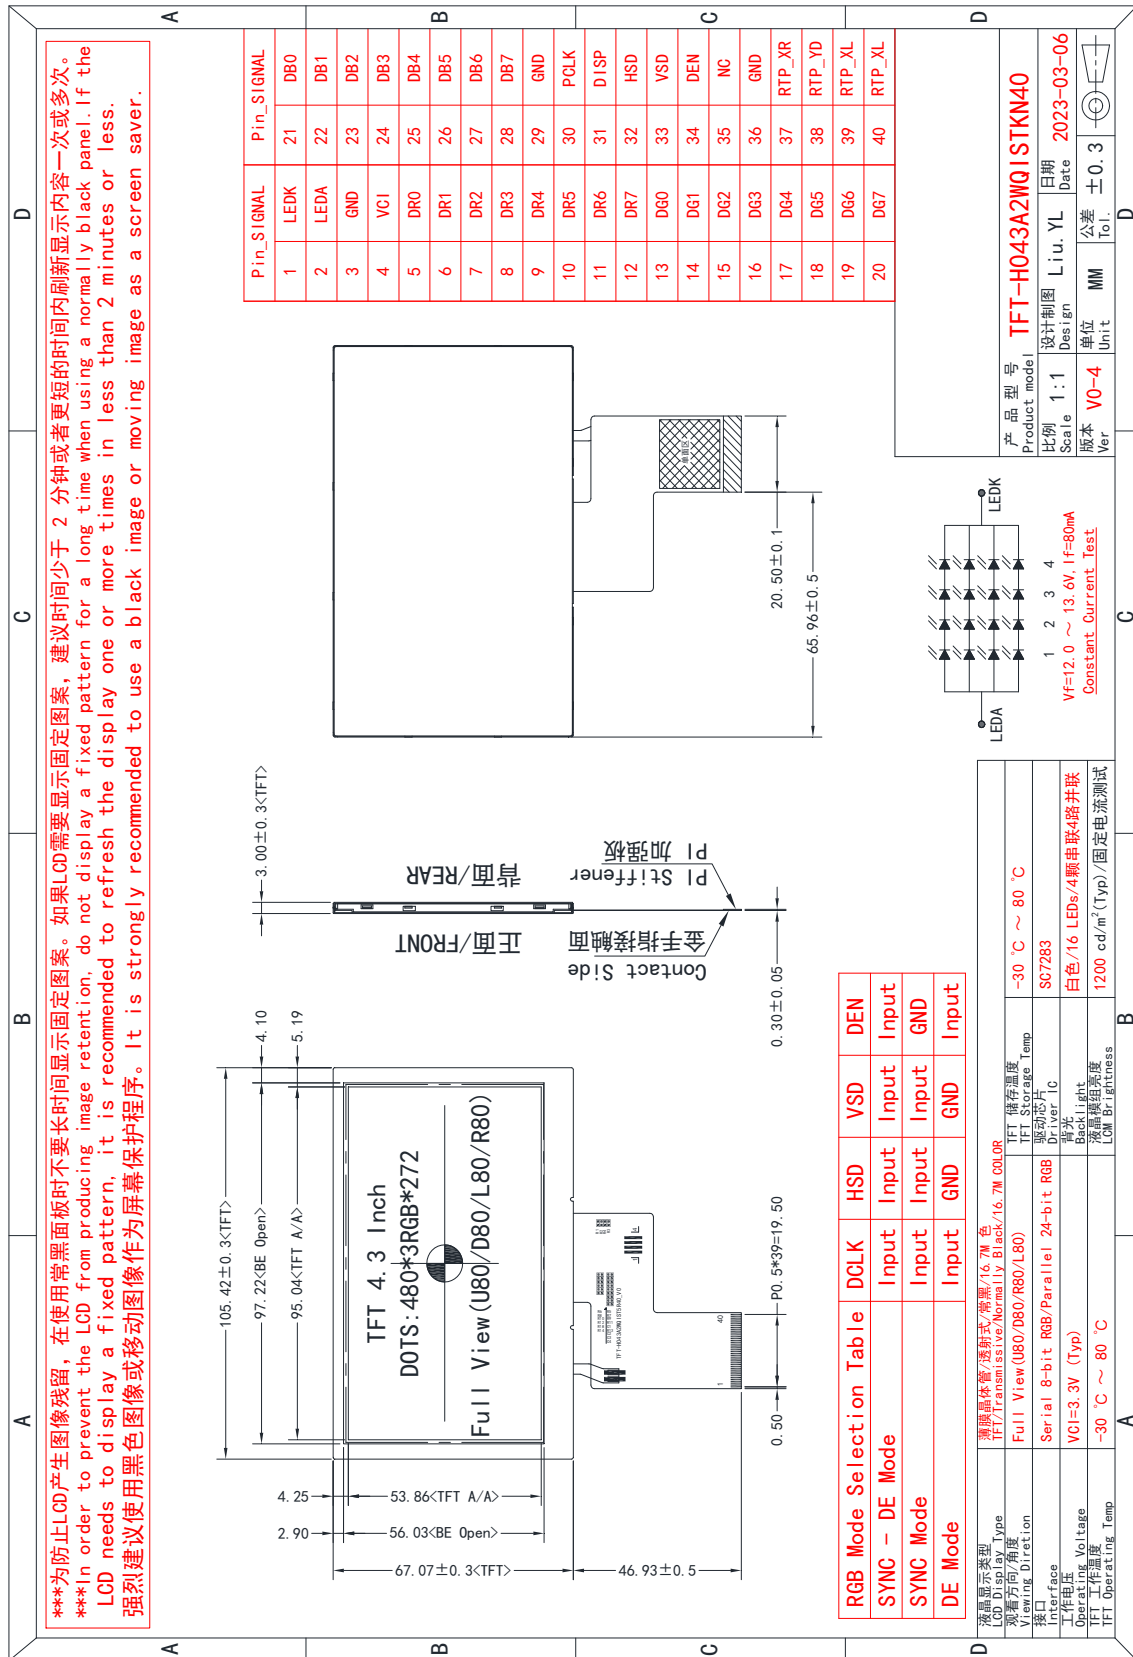 ***为防止LCD产生图像残留，在使用常黑面板时不要长时间显示固定图案。如果LCD需要显示固定图案，建议时间少于 2 分钟或者更短的时间内刷新显示内容一次或多次。
***In order to prevent the LCD from producing image retention, do not display a fixed pattern for a long time when using a normally black panel.If the
LCD needs to display a fixed pattern, it is recommended to refresh the display one or more times in less than 2 minutes or less.
强烈建议使用黑色图像或移动图像作为屏幕保护程序。It is strongly recommended to use a black image or moving image as a screen saver.
A
B
C
D
105.42±0.3<TFT>
97.22<BE Open>
95.04<TFT A/A>
4.10
5.19
4.25
2.90
53.86<TFT A/A>
56.03<BE Open>
67.07±0.3<TFT>
46.93±0.5
TFT 4.3 Inch
DOTS:480*3RGB*272
Full View(U80/D80/L80/R80)
1
40
0.50
P0.5*39=19.50
3.00±0.3<TFT>
正面/FRONT
背面/REAR
Contact Side
金手指接触面
PI Stiffener
PI 加强板
0.30±0.05
20.50±0.1
65.96±0.5
Pin_SIGNAL Pin_SIGNAL
1 LEDK 21 DB0
2 LEDA 22 DB1
3 GND 23 DB2
4 VCI 24 DB3
5 DR0 25 DB4
6 DR1 26 DB5
7 DR2 27 DB6
8 DR3 28 DB7
9 DR4 29 GND
10 DR5 30 PCLK
11 DR6 31 DISP
12 DR7 32 HSD
13 DG0 33 VSD
14 DG1 34 DEN
15 DG2 35 NC
16 DG3 36 GND
17 DG4 37 RTP_XR
18 DG5 38 RTP_YD
19 DG6 39 RTP_XL
20 DG7 40 RTP_XL
RGB Mode Selection Table DCLK HSD VSD DEN
SYNC - DE Mode Input Input Input Input
SYNC Mode Input Input Input GND
DE Mode Input GND GND Input
LEDA
LEDK
1 2 3 4
Vf=12.0 ～ 13.6V,If=80mA
Constant Current Test
液晶显示类型
LCD Display Type
薄膜晶体管/透射式/常黑/16.7M 色
TFT/Transmissive/Normally Black/16.7M COLOR
观看方向/角度
Viewing Diretion
Full View(U80/D80/R80/L80)
接口
Interface
Serial 8-bit RGB/Parallel 24-bit RGB
工作电压
Operating Voltage
VCI=3.3V (Typ)
TFT 工作温度
TFT Operating Temp
-30 ℃ ～ 80 ℃
TFT 储存温度
TFT Storage Temp
-30 ℃ ～ 80 ℃
驱动芯片
Driver IC
SC7283
背光
Backlight
白色/16 LEDs/4颗串联4路并联
液晶模组亮度
LCM Brightness
1200 cd/m²(Typ)/固定电流测试
产 品 型 号
Product model
TFT-H043A2WQISTKN40
比例
Scale
1:1
设计制图
Design
Liu.YL
日期
Date
2023-03-06
版本
Ver
V0-4
单位
Unit
MM
公差
Tol.
±0.3
A
B
C
D